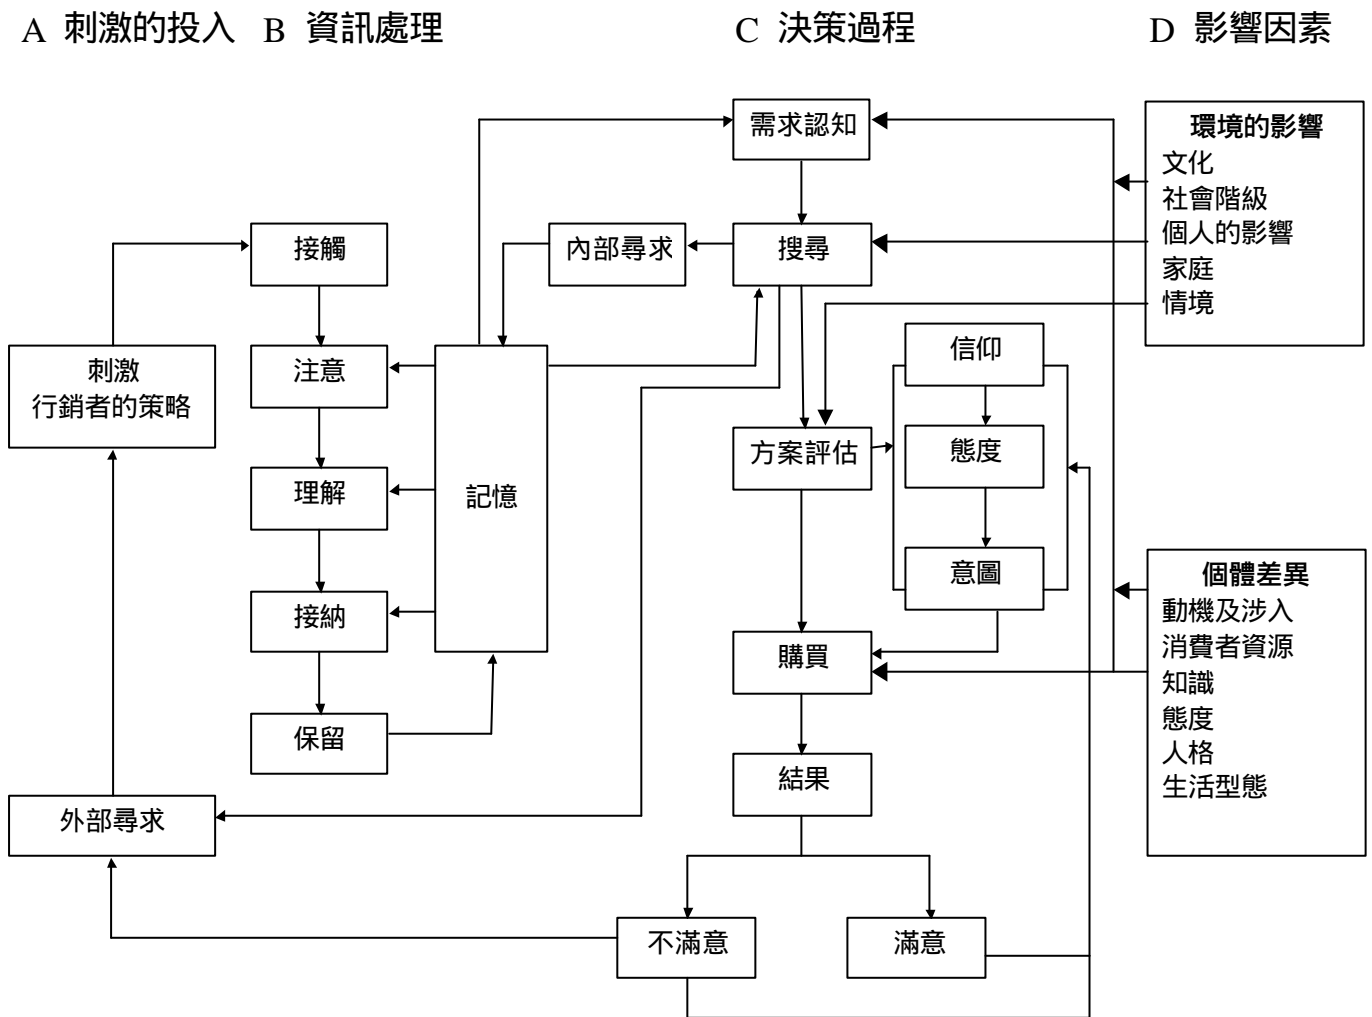 A 刺激的投入 B 資訊處理 C 決策過程 D 影響因素
需求認知
環境的影響
文化
社會階級
個人的影響
家庭
情境
接觸
內部尋求
搜尋
刺激
行銷者的策略
注意
記憶
信仰
態度
意圖
方案評估
理解
接納
保留
購買
結果
個體差異
動機及涉入
消費者資源
知識
態度
人格
生活型態
外部尋求
不滿意
滿意